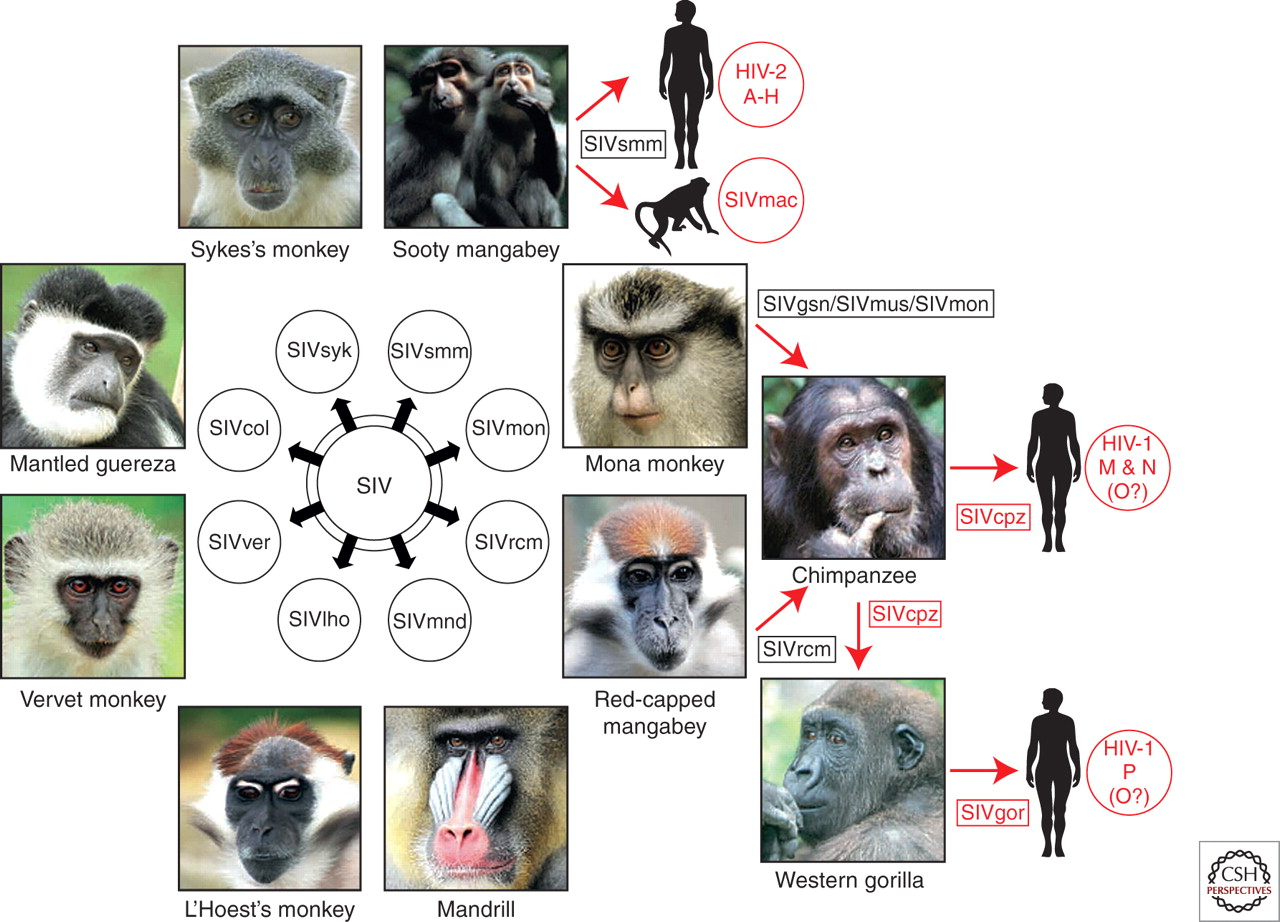 HIV-2
A-H
SIVsmm
SIVmac
Sykes's monkey
Sooty mangabey
SIVgsn/SIVmus/SIVmon
SIVsyk
SIVsmm
SIVcol
SIVmon
Mantled guereza
Mona monkey
HIV-1
M & N
(O?)
SIV
SIVcpz
SIVver
SIVrcm
Chimpanzee
SIVlho
SIVmnd
SIVcpz
SIVrcm
Vervet monkey
Red-capped
mangabey
HIV-1
P
(O?)
SIVgor
Western gorilla
L'Hoest's monkey
Mandrill
CSH
PERSPECTIVES